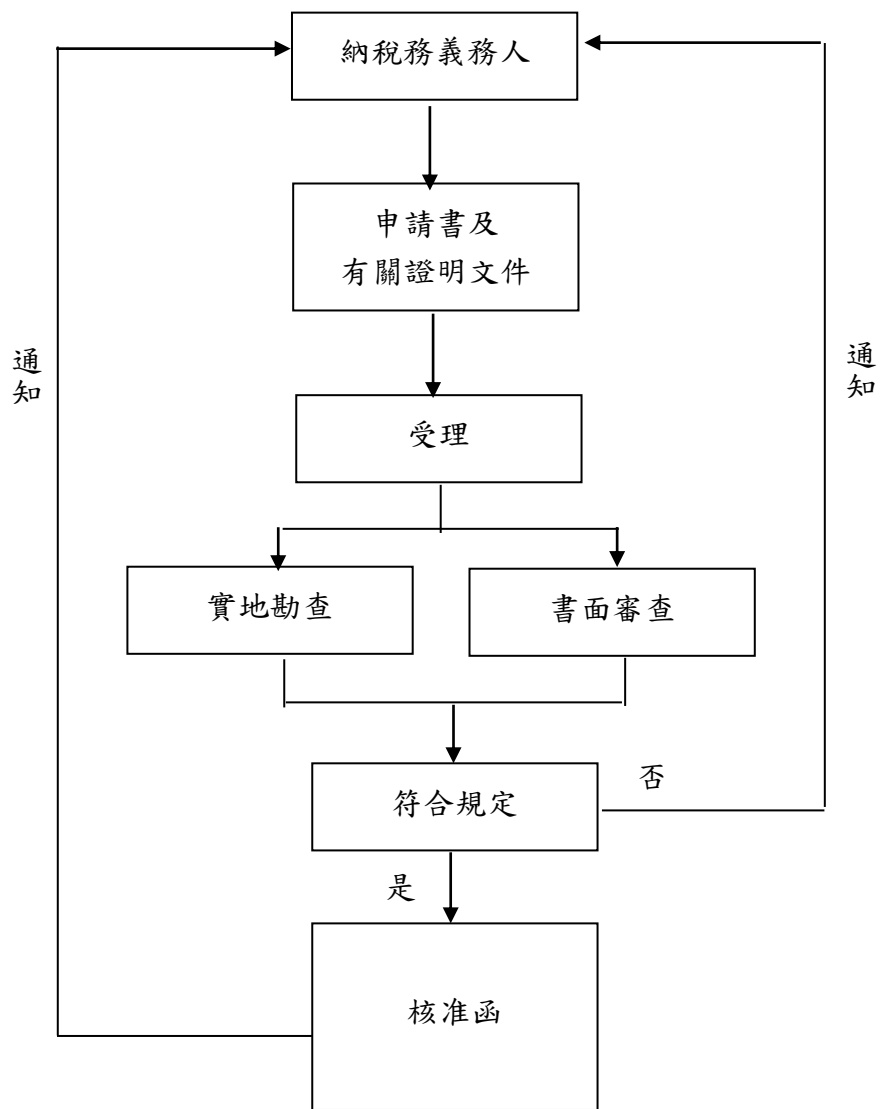 納稅務義務人
申請書及
有關證明文件
通
知
通
知
受理
實地勘查
書面審查
符合規定
否
是
核准函